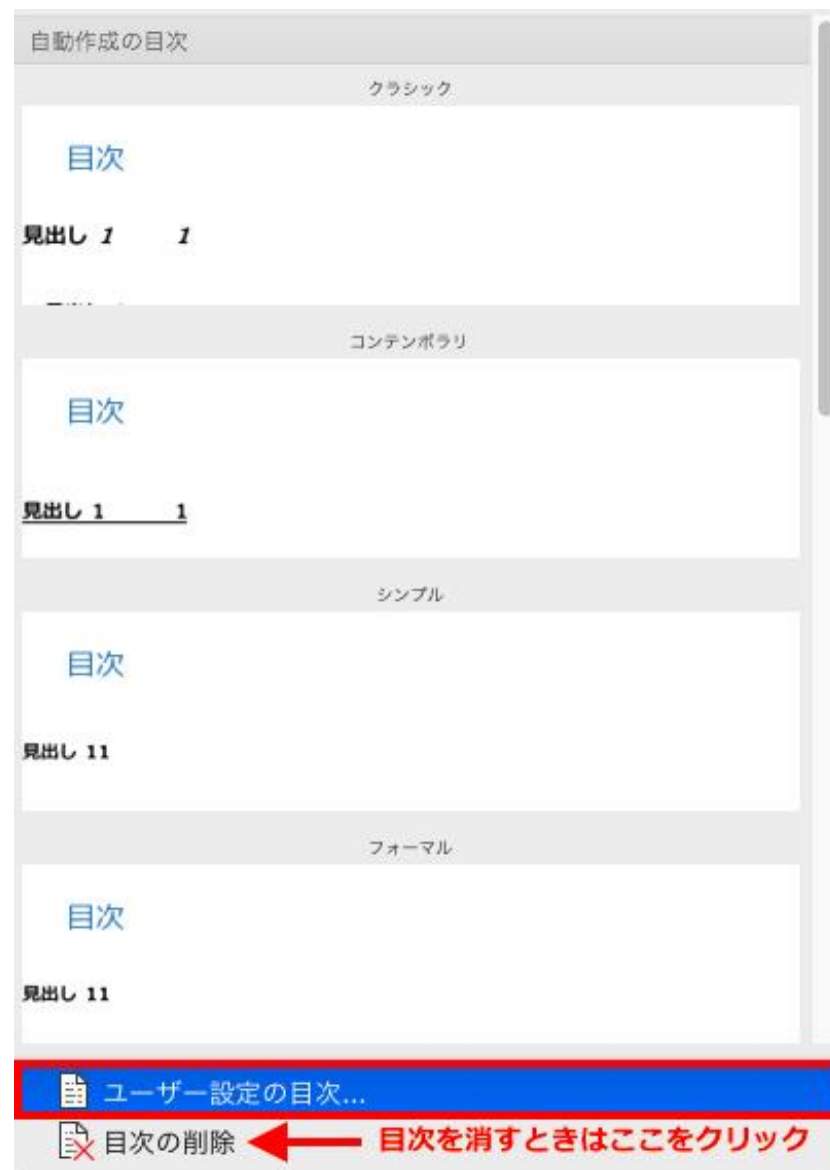 自動作成の目次
クラシック
目次
見出し 1 1
コンテンポラリ
目次
見出し 1 1
シンプル
目次
見出し 11
フォーマル
目次
見出し 11
ユーザー設定の目次...
目次の削除 目次を消すときはここをクリック